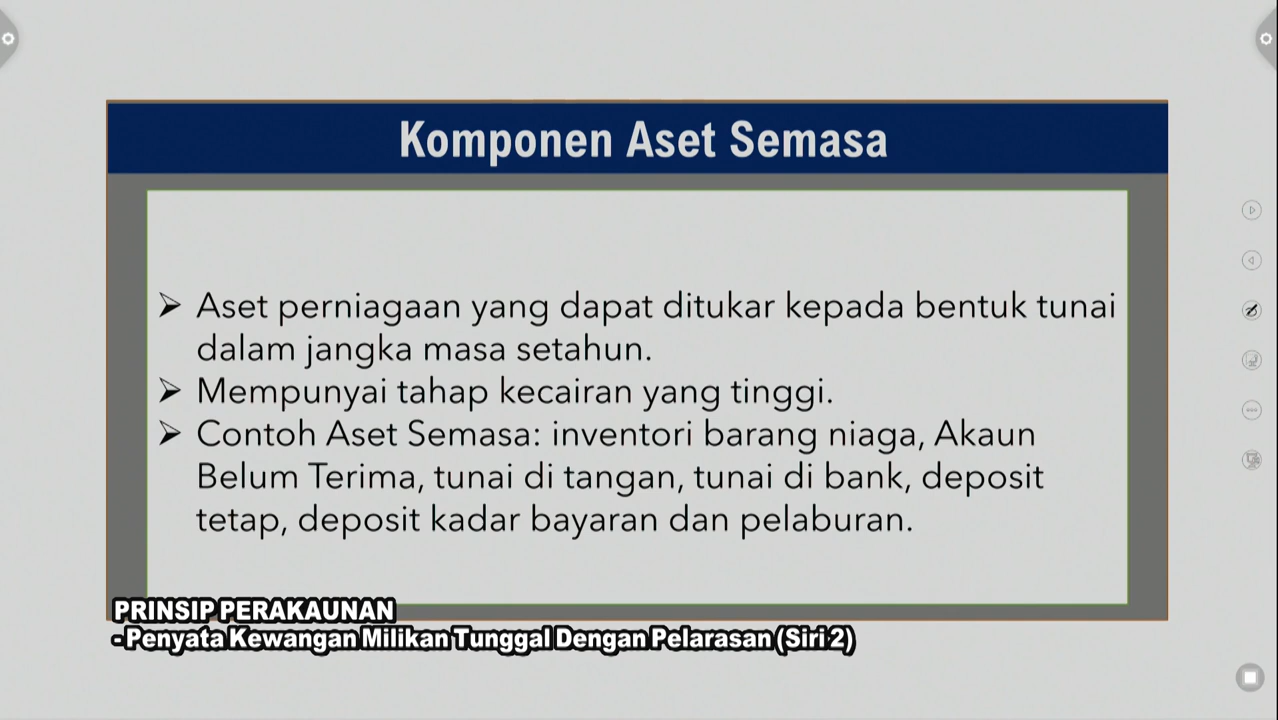 Komponen Aset Semasa
➤ Aset perniagaan yang dapat ditukar kepada bentuk tunai
dalam jangka masa setahun.
➤ Mempunyai tahap kecairan yang tinggi.
➤ Contoh Aset Semasa: inventori barang niaga, Akaun
Belum Terima, tunai di tangan, tunai di bank, deposit
tetap, deposit kadar bayaran dan pelaburan.
PRINSIP PERAKAUNAN
- Penyata Kewangan Milikan Tunggal Dengan Pelarasan (Siri 2)